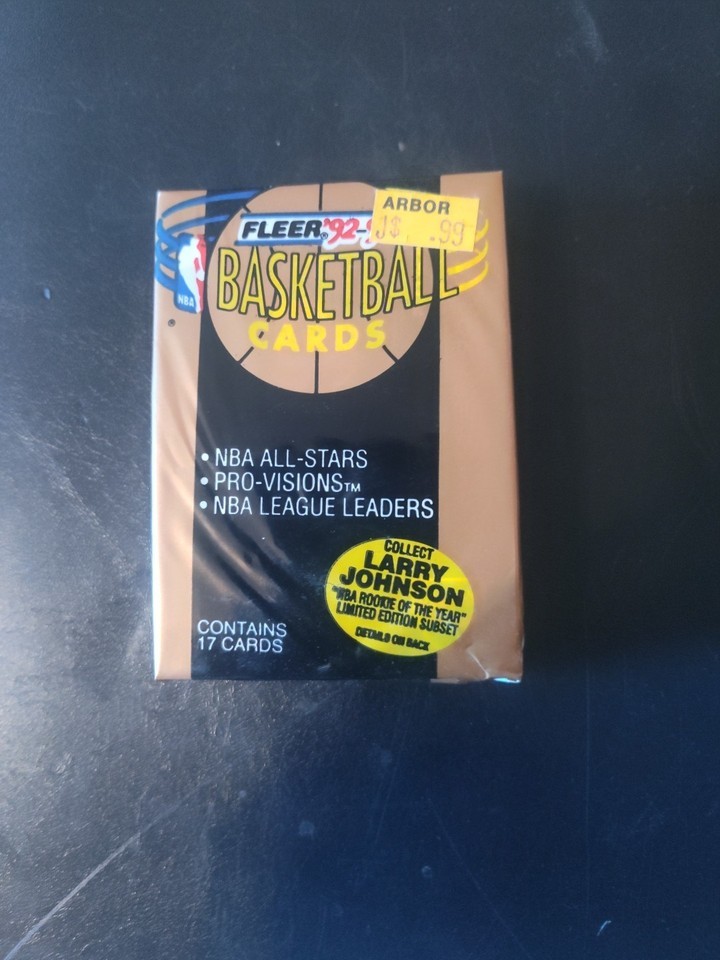 ARBOR
J$ .99
FLEER® '92-
BASKETBALL
CARDS
NBA
®
• NBA ALL-STARS
• PRO-VISIONS™
• NBA LEAGUE LEADERS
COLLECT
LARRY
JOHNSON
"NBA ROOKIE OF THE YEAR"
LIMITED EDITION SUBSET
DETAILS ON BACK
CONTAINS
17 CARDS